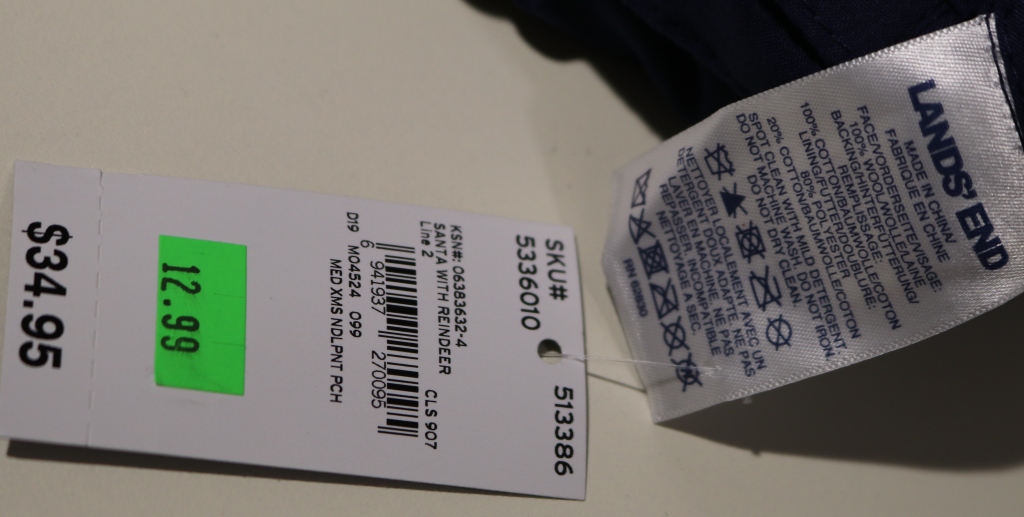 SKU# 513386
5336010
KSN#: 06383632-4
SANTA WITH REINDEER
Line 2 CLS 907
6 941937 270095
D19 M04524 099
MED XMS NDLPNT PCH
12.99
$34.95
LANDS' END
MADE IN CHINA/
FABRIQUE EN CHINE
FACE/VORDERSEITE/VISAGE:
100% WOOL/WOLLE/LAINE
BACKING/HINTERFÜTTERUNG/
REMPLISSAGE:
100% COTTON/BAUMWOLLE/COTON
LINING/FUTTER/DOUBLURE:
80% POLYESTER
20% COTTON/BAUMWOLLE/COTON
SPOT CLEAN WITH MILD DETERGENT.
DO NOT MACHINE WASH. DO NOT IRON.
DO NOT DRY CLEAN.
NETTOYER LOCALEMENT AVEC UN
DETERGENT DOUX ADAPTE. NE PAS
LAVER EN MACHINE. NE PAS
REPASSER. INCOMPATIBLE
NETTOYAGE A SEC.